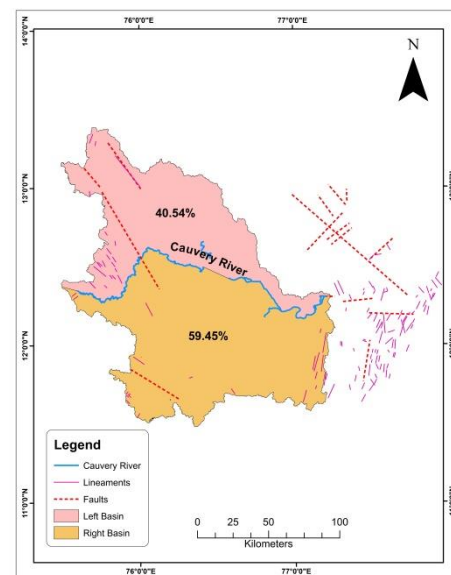 76°0'0"E
77°0'0"E
14°0'0"N
N
13°0'0"N
40.54%
Cauvery River
59.45%
12°0'0"N
Legend
Cauvery River
Lineaments
Faults
Left Basin
Right Basin
0 25 50 100
Kilometers
11°0'0"N
76°0'0"E
77°0'0"E